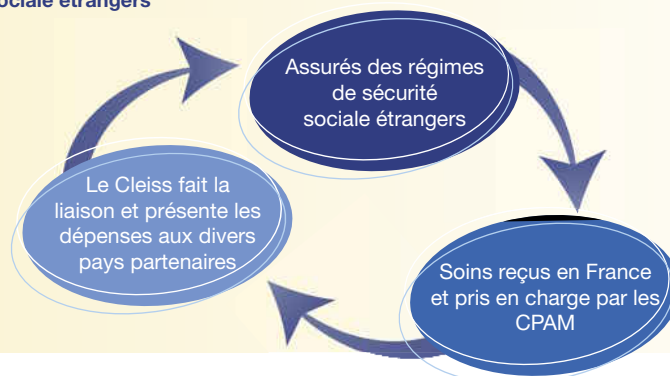 sociale étrangers
Assurés des régimes
de sécurité
sociale étrangers
Soins reçus en France
et pris en charge par les
CPAM
Le Cleiss fait la
liaison et présente les
dépenses aux divers
pays partenaires